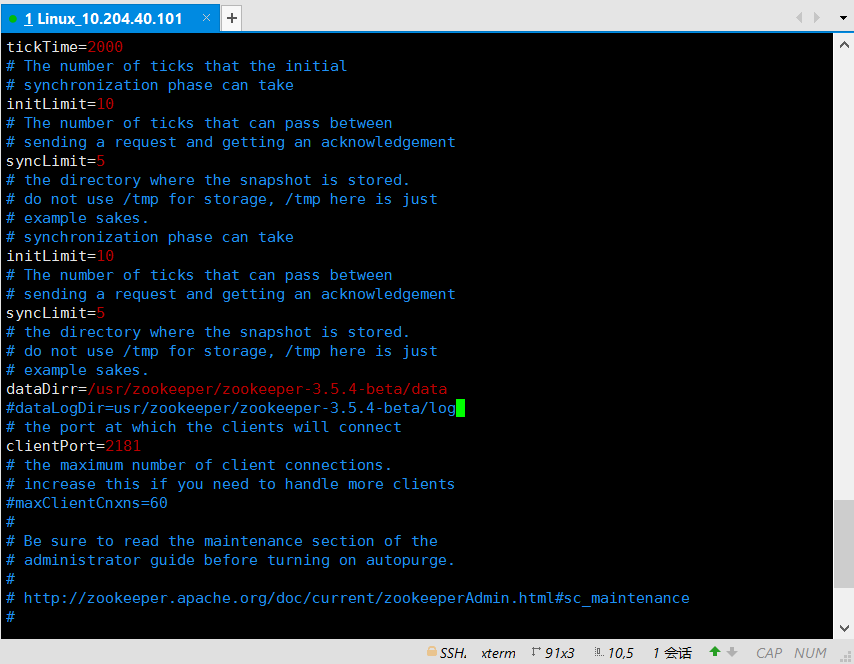 1 Linux_10.204.40.101
tickTime=2000
# The number of ticks that the initial
# synchronization phase can take
initLimit=10
# The number of ticks that can pass between
# sending a request and getting an acknowledgement
syncLimit=5
# the directory where the snapshot is stored.
# do not use /tmp for storage, /tmp here is just
# example sakes.
# synchronization phase can take
initLimit=10
# The number of ticks that can pass between
# sending a request and getting an acknowledgement
syncLimit=5
# the directory where the snapshot is stored.
# do not use /tmp for storage, /tmp here is just
# example sakes.
dataDirr=/usr/zookeeper/zookeeper-3.5.4-beta/data
#dataLogDir=usr/zookeeper/zookeeper-3.5.4-beta/log
# the port at which the clients will connect
clientPort=2181
# the maximum number of client connections.
# increase this if you need to handle more clients
#maxClientCnxns=60
#
# Be sure to read the maintenance section of the
# administrator guide before turning on autopurge.
#
# http://zookeeper.apache.org/doc/current/zookeeperAdmin.html#sc_maintenance
#
SSH. xterm 91x3 10,5 1 会话 CAP NUM